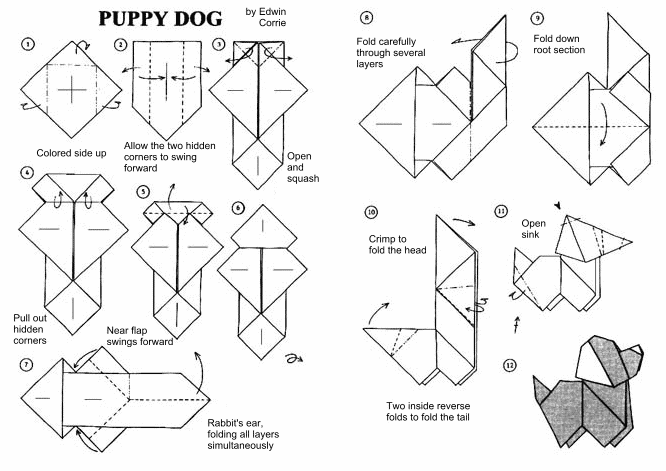 PUPPY DOG
by Edwin
Corrie
1
Colored side up
2
Allow the two hidden
corners to swing
forward
3
Open
and
squash
4
Pull out
hidden
corners
5
Near flap
swings forward
6
7
Rabbit's ear,
folding all layers
simultaneously
8
Fold carefully
through several
layers
9
Fold down
root section
10
Crimp to
fold the head
Two inside reverse
folds to fold the tail
11
Open
sink
12